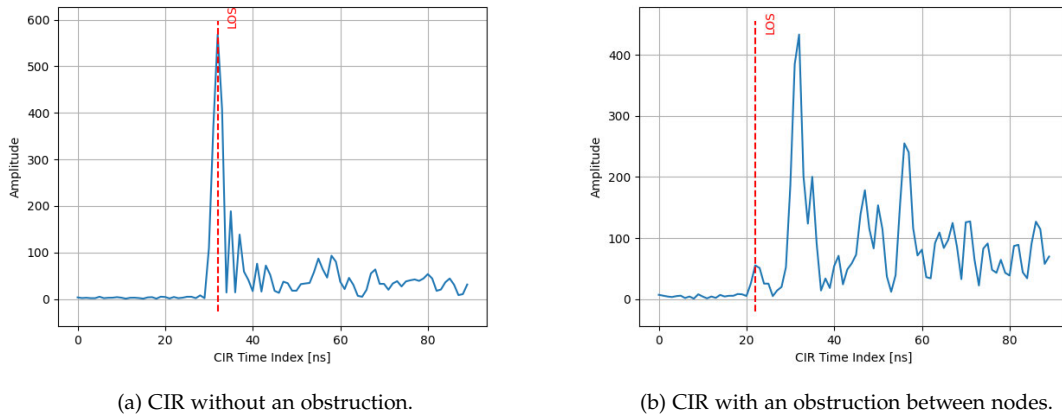 600
500
400
300
200
100
0
Amplitude
LOS
0 20 40 60 80
CIR Time Index [ns]
(a) CIR without an obstruction.
400
300
200
100
0
Amplitude
LOS
0 20 40 60 80
CIR Time Index [ns]
(b) CIR with an obstruction between nodes.